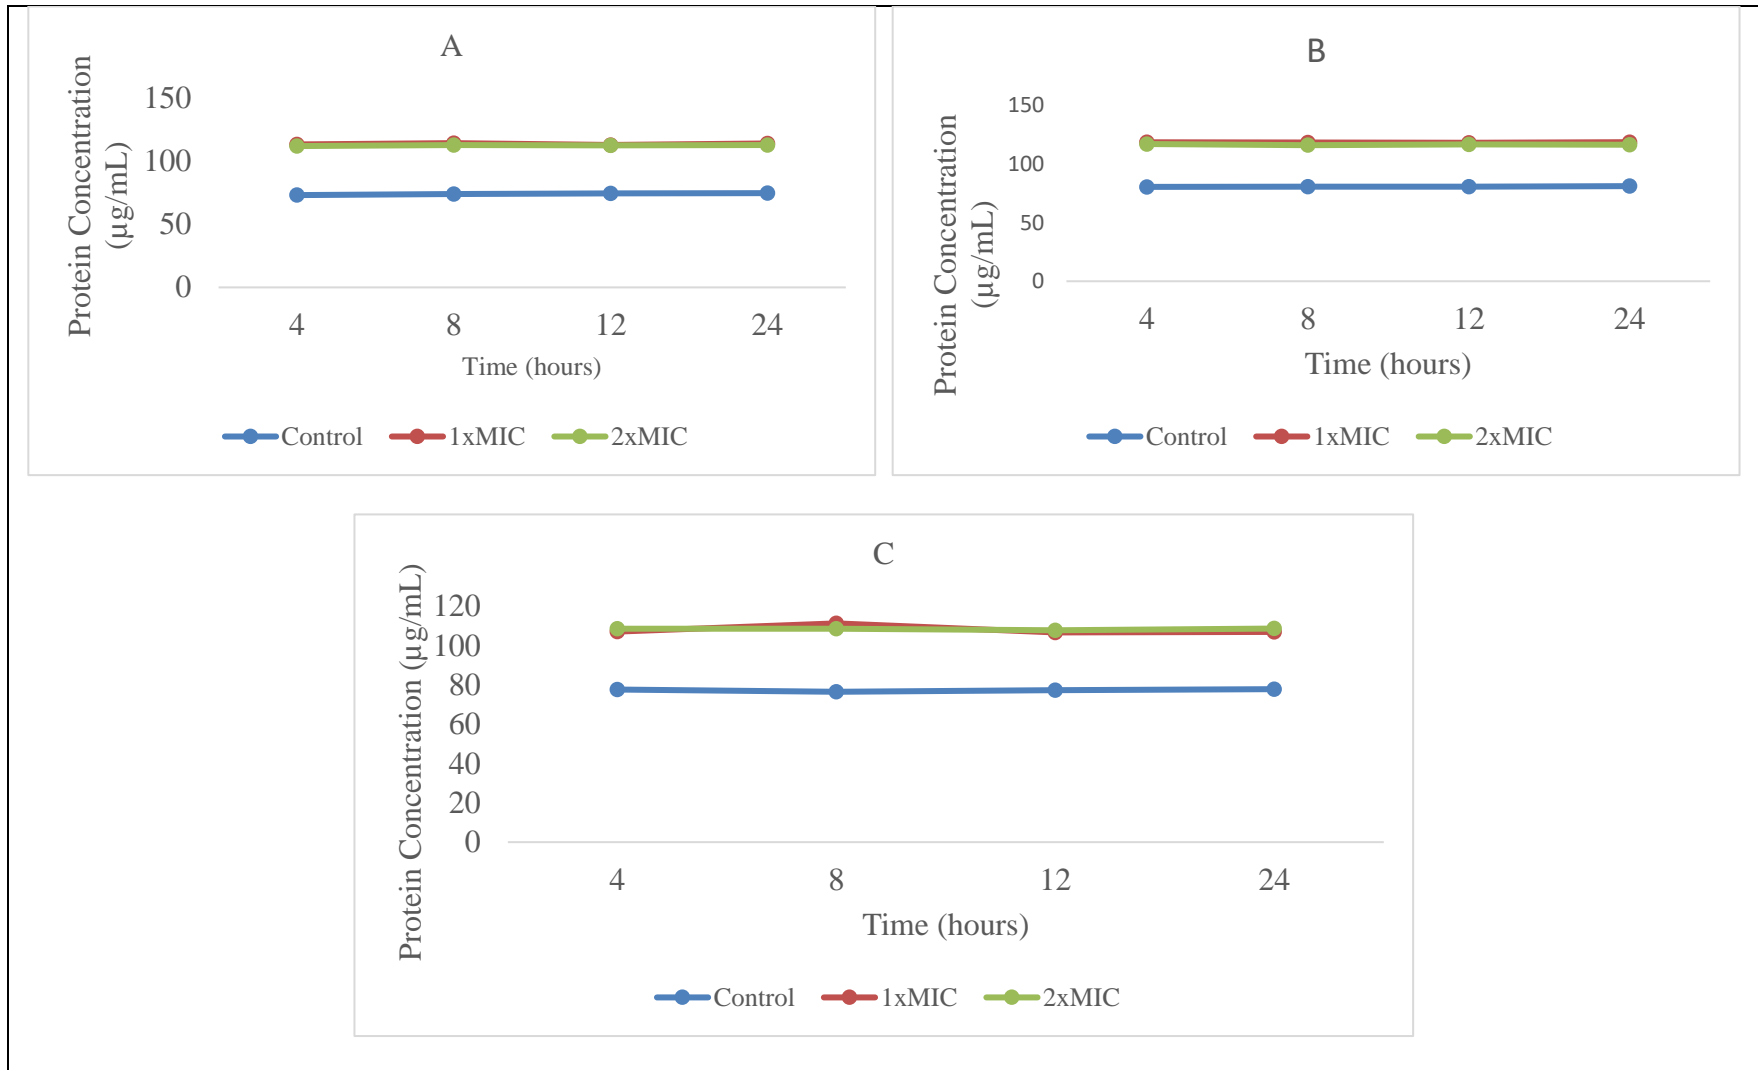 A
Protein Concentration
(µg/mL)
150
100
50
0
4 8 12 24
Time (hours)
Control 1xMIC 2xMIC
B
Protein Concentration
(µg/mL)
150
100
50
0
4 8 12 24
Time (hours)
Control 1xMIC 2xMIC
C
Protein Concentration (µg/mL)
120
100
80
60
40
20
0
4 8 12 24
Time (hours)
Control 1xMIC 2xMIC